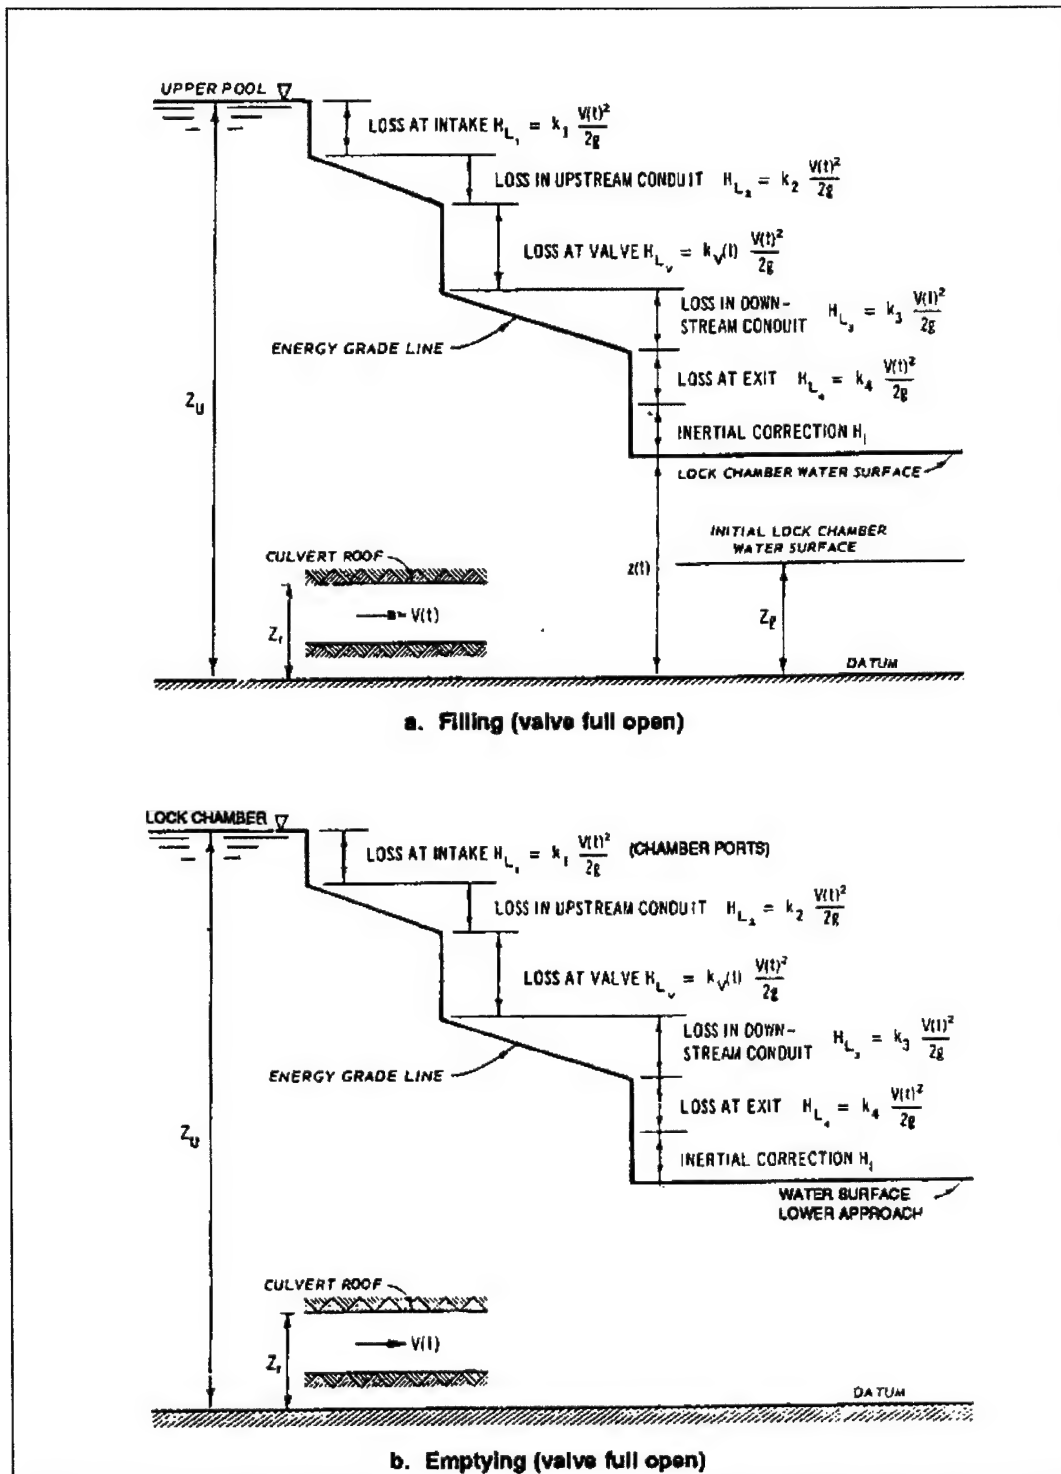 UPPER POOL
LOSS AT INTAKE H_L₁ = k₁ V(t)²/2g
LOSS IN UPSTREAM CONDUIT H_L₂ = k₂ V(t)²/2g
LOSS AT VALVE H_Lᵥ = kᵥ(t) V(t)²/2g
LOSS IN DOWN-
STREAM CONDUIT H_L₃ = k₃ V(t)²/2g
ENERGY GRADE LINE
LOSS AT EXIT H_L₄ = k₄ V(t)²/2g
Z_U
INERTIAL CORRECTION H_i
LOCK CHAMBER WATER SURFACE
INITIAL LOCK CHAMBER
WATER SURFACE
CULVERT ROOF
z(t)
V(t)
Z_r
Z_ℓ
DATUM
a. Filling (valve full open)
LOCK CHAMBER
LOSS AT INTAKE H_L₁ = k₁ V(t)²/2g (CHAMBER PORTS)
LOSS IN UPSTREAM CONDUIT H_L₂ = k₂ V(t)²/2g
LOSS AT VALVE H_Lᵥ = kᵥ(t) V(t)²/2g
LOSS IN DOWN-
STREAM CONDUIT H_L₃ = k₃ V(t)²/2g
ENERGY GRADE LINE
LOSS AT EXIT H_L₄ = k₄ V(t)²/2g
Z_U
INERTIAL CORRECTION H_i
WATER SURFACE
LOWER APPROACH
CULVERT ROOF
V(t)
Z_r
DATUM
b. Emptying (valve full open)